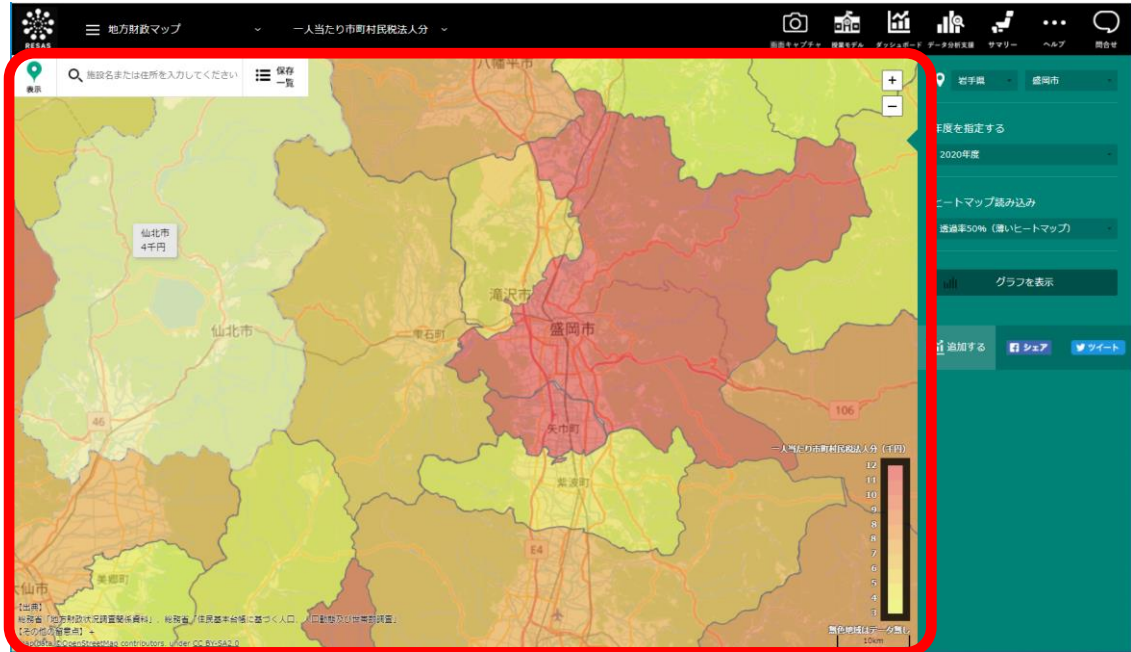 RESAS
地方財政マップ
一人当たり市町村民税法人分
画面キャプチャ
授業モデル
ダッシュボード
データ分析支援
サマリー
ヘルプ
問合せ
表示
施設名または住所を入力してください
保存
一覧
+
−
岩手県
盛岡市
年度を指定する
2020年度
ヒートマップ読み込み
透過率50%（薄いヒートマップ）
グラフを表示
追加する
シェア
ツイート
八幡平市
仙北市
4千円
滝沢市
盛岡市
雫石町
仙北市
46
106
矢巾町
紫波町
E4
美郷町
大仙市
一人当たり市町村民税法人分（千円）
12
11
10
9
8
8
7
6
5
4
3
無色地域はデータ無し
10km
【出典】
総務省「地方財政状況調査関係資料」、総務省「住民基本台帳に基づく人口、人口動態及び世帯数調査」
【その他の留意点】 +
Map data ©OpenStreetMap contributors, under CC BY-SA2.0